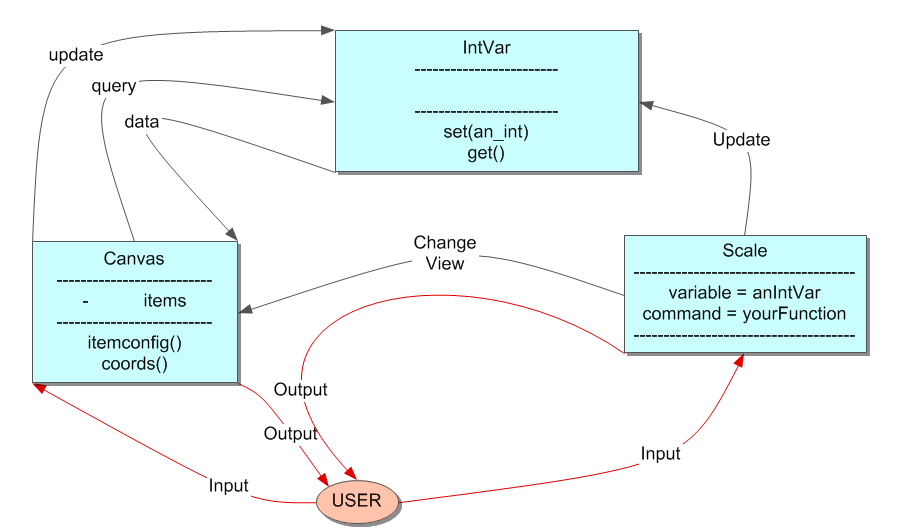 IntVar
------------------------
------------------------
set(an_int)
get()
update
query
data
Update
Change
View
Canvas
--------------------------
- items
--------------------------
itemconfig()
coords()
Scale
-------------------------------------
variable = anIntVar
command = yourFunction
-------------------------------------
Output
Output
Input
Input
USER